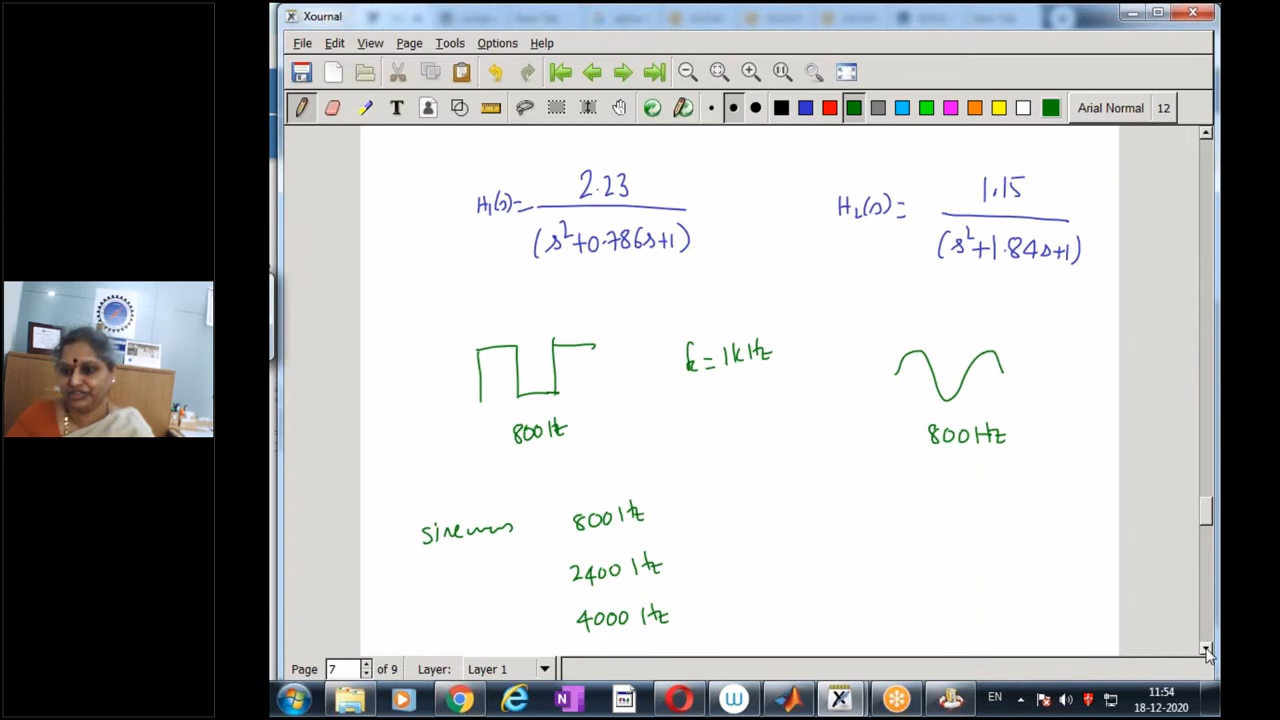 Xournal
File Edit View Page Tools Options Help
Arial Normal 12
H₁(s)= 2.23 / (s²+0.786s+1)
H₂(s)= 1.15 / (s²+1.84s+1)
fc = 1kHz
800Hz
800Hz
sinewaves 800Hz
2400Hz
4000Hz
Page 7 of 9 Layer: Layer 1
EN
11:54
18-12-2020